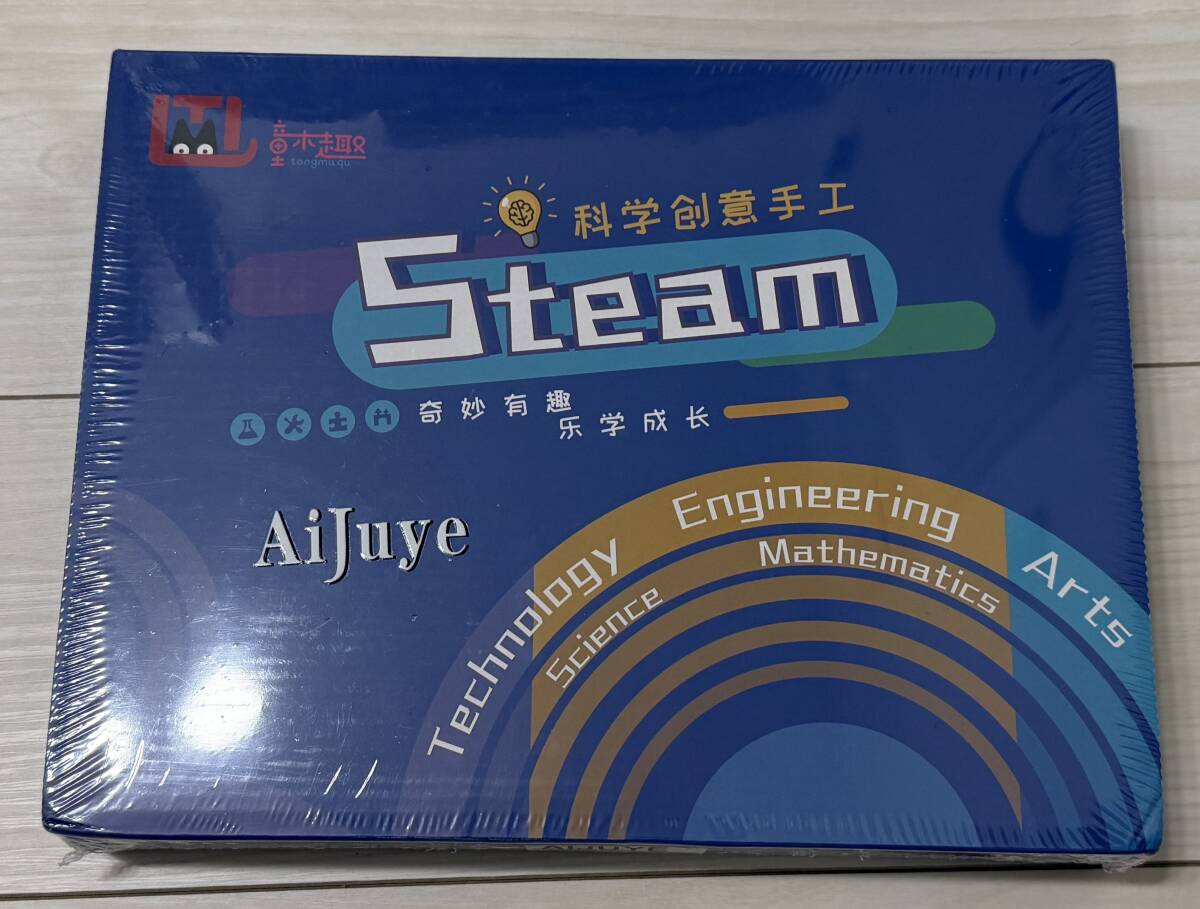 童木趣
tongmuqu
科学创意手工
Steam
奇妙有趣
乐学成长
AiJuye
Technology Engineering Arts
Science Mathematics